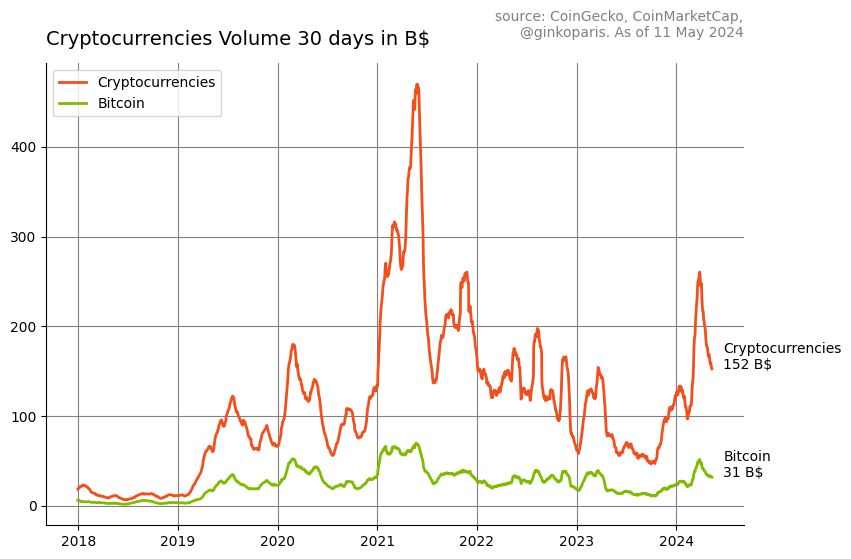 source: CoinGecko, CoinMarketCap,
@ginkoparis. As of 11 May 2024
Cryptocurrencies Volume 30 days in B$
Cryptocurrencies
Bitcoin
400
300
200
100
0
Cryptocurrencies
152 B$
Bitcoin
31 B$
2018
2019
2020
2021
2022
2023
2024